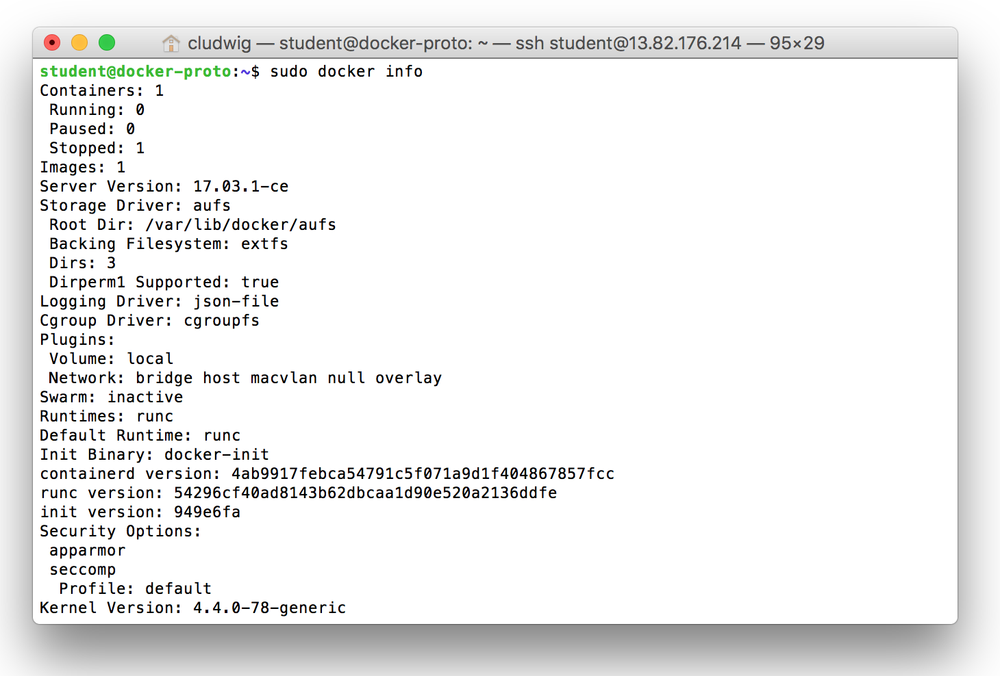 cludwig — student@docker-proto: ~ — ssh student@13.82.176.214 — 95×29
student@docker-proto:~$ sudo docker info
Containers: 1
 Running: 0
 Paused: 0
 Stopped: 1
Images: 1
Server Version: 17.03.1-ce
Storage Driver: aufs
 Root Dir: /var/lib/docker/aufs
 Backing Filesystem: extfs
 Dirs: 3
 Dirperm1 Supported: true
Logging Driver: json-file
Cgroup Driver: cgroupfs
Plugins:
 Volume: local
 Network: bridge host macvlan null overlay
Swarm: inactive
Runtimes: runc
Default Runtime: runc
Init Binary: docker-init
containerd version: 4ab9917febca54791c5f071a9d1f404867857fcc
runc version: 54296cf40ad8143b62dbcaa1d90e520a2136ddfe
init version: 949e6fa
Security Options:
 apparmor
 seccomp
  Profile: default
Kernel Version: 4.4.0-78-generic